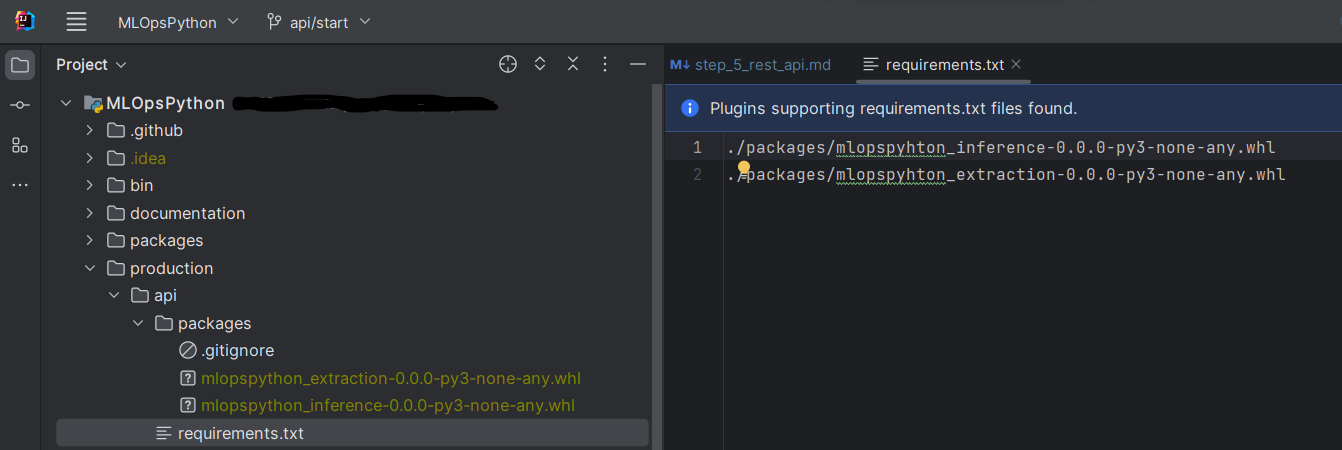 IJ
MLOpsPython
api/start
Project
M↓ step_5_rest_api.md
requirements.txt
MLOpsPython
Plugins supporting requirements.txt files found.
.github
1 ./packages/mlopspyhton_inference-0.0.0-py3-none-any.whl
.idea
2 ./packages/mlopspyhton_extraction-0.0.0-py3-none-any.whl
bin
documentation
packages
production
api
packages
.gitignore
? mlopspython_extraction-0.0.0-py3-none-any.whl
? mlopspython_inference-0.0.0-py3-none-any.whl
requirements.txt